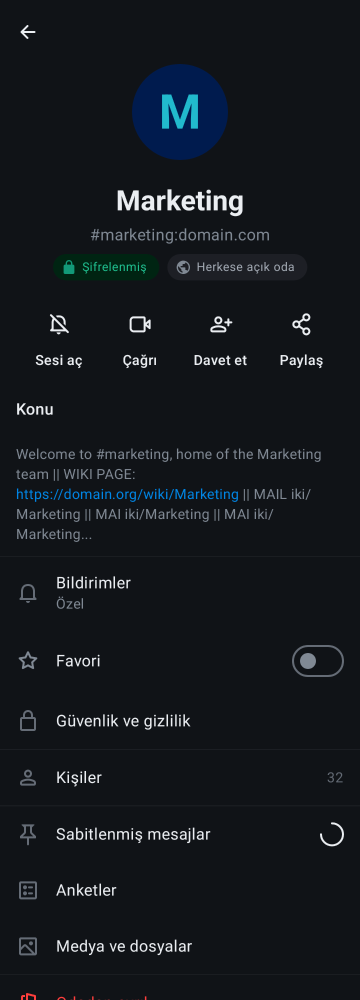 M
Marketing
#marketing:domain.com
Şifrelenmiş
Herkese açık oda
Sesi aç
Çağrı
Davet et
Paylaş
Konu
Welcome to #marketing, home of the Marketing
team || WIKI PAGE:
https://domain.org/wiki/Marketing || MAIL iki/
Marketing || MAI iki/Marketing || MAI iki/
Marketing...
Bildirimler
Özel
Favori
Güvenlik ve gizlilik
Kişiler
32
Sabitlenmiş mesajlar
Anketler
Medya ve dosyalar